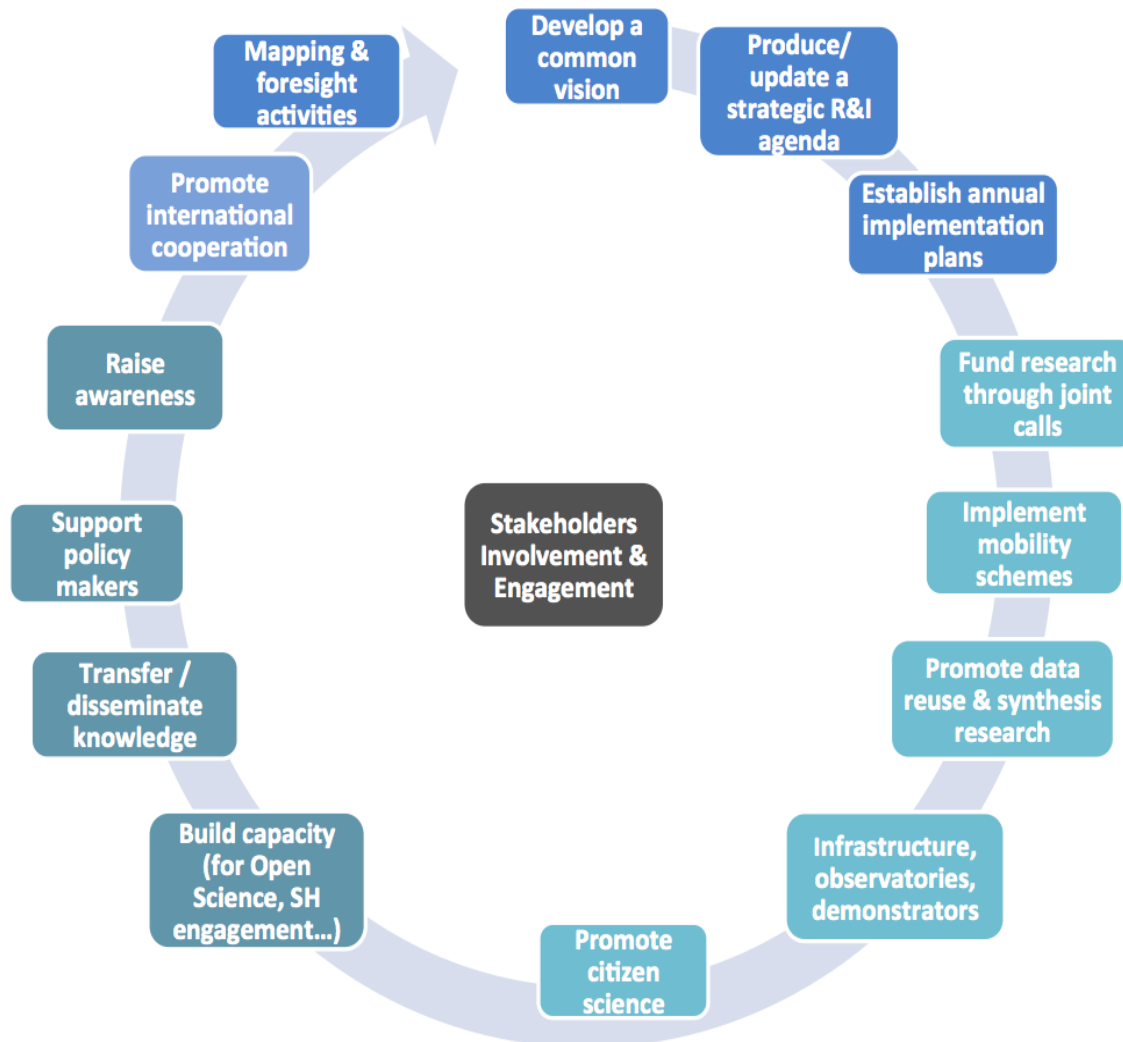 Develop a
common
vision
Produce/
update a
strategic R&I
agenda
Establish annual
implementation
plans
Fund research
through joint
calls
Implement
mobility
schemes
Promote data
reuse & synthesis
research
Infrastructure,
observatories,
demonstrators
Promote
citizen
science
Build capacity
(for Open
Science, SH
engagement...)
Transfer /
disseminate
knowledge
Support
policy
makers
Raise
awareness
Promote
international
cooperation
Mapping &
foresight
activities
Stakeholders
Involvement &
Engagement